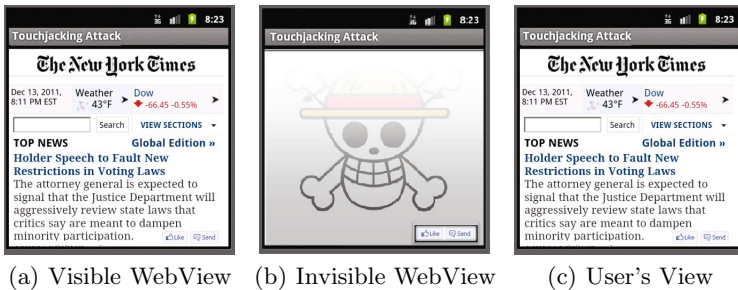 8:23
Touchjacking Attack
The New York Times
Dec 13, 2011, 8:11 PM EST
Weather
43°F
Dow
-66.45 -0.55%
Search
VIEW SECTIONS
TOP NEWS
Global Edition »
Holder Speech to Fault New
Restrictions in Voting Laws
The attorney general is expected to
signal that the Justice Department will
aggressively review state laws that
critics say are meant to dampen
minority participation.
Like Send
(a) Visible WebView
3G 8:23
Touchjacking Attack
Like Send
(b) Invisible WebView
3G 8:23
Touchjacking Attack
The New York Times
Dec 13, 2011, 8:11 PM EST
Weather
43°F
Dow
-66.45 -0.55%
Search
VIEW SECTIONS
TOP NEWS
Global Edition »
Holder Speech to Fault New
Restrictions in Voting Laws
The attorney general is expected to
signal that the Justice Department will
aggressively review state laws that
critics say are meant to dampen
minority participation.
Like Send
(c) User's View